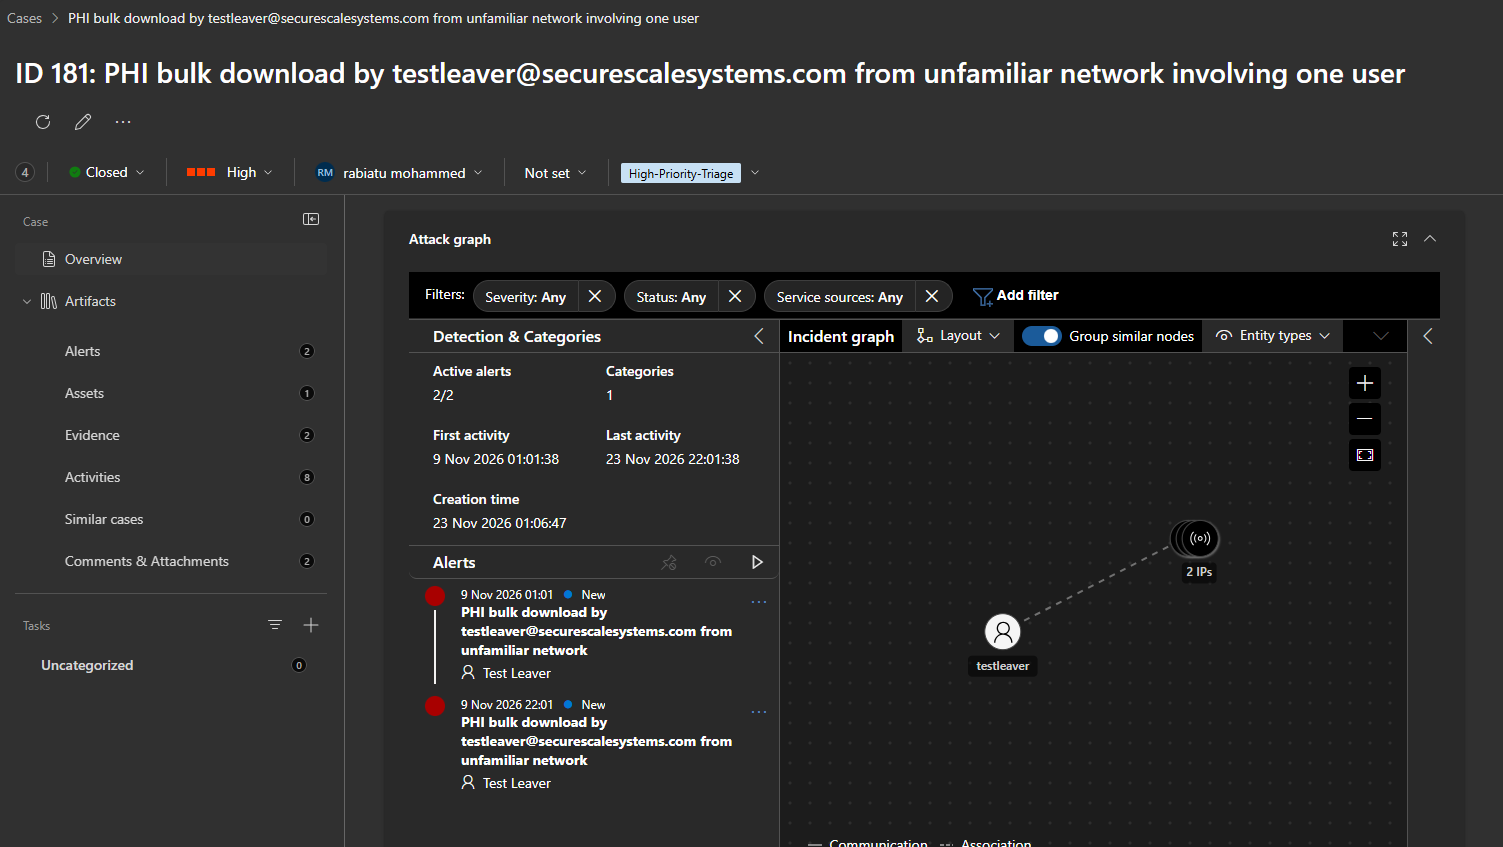 Cases > PHI bulk download by testleaver@securescalesystems.com from unfamiliar network involving one user
ID 181: PHI bulk download by testleaver@securescalesystems.com from unfamiliar network involving one user
4 Closed High RM rabiatu mohammed Not set High-Priority-Triage
Case
Overview
Artifacts
Alerts 2
Assets 1
Evidence 2
Activities 8
Similar cases 0
Comments & Attachments 2
Tasks
Uncategorized 0
Attack graph
Filters: Severity: Any Status: Any Service sources: Any Add filter
Detection & Categories
Active alerts Categories
2/2 1
First activity Last activity
9 Nov 2026 01:01:38 23 Nov 2026 22:01:38
Creation time
23 Nov 2026 01:06:47
Alerts
9 Nov 2026 01:01 New
PHI bulk download by
testleaver@securescalesystems.com from
unfamiliar network
Test Leaver
9 Nov 2026 22:01 New
PHI bulk download by
testleaver@securescalesystems.com from
unfamiliar network
Test Leaver
Incident graph Layout Group similar nodes Entity types
2 IPs
testleaver
Communication Association